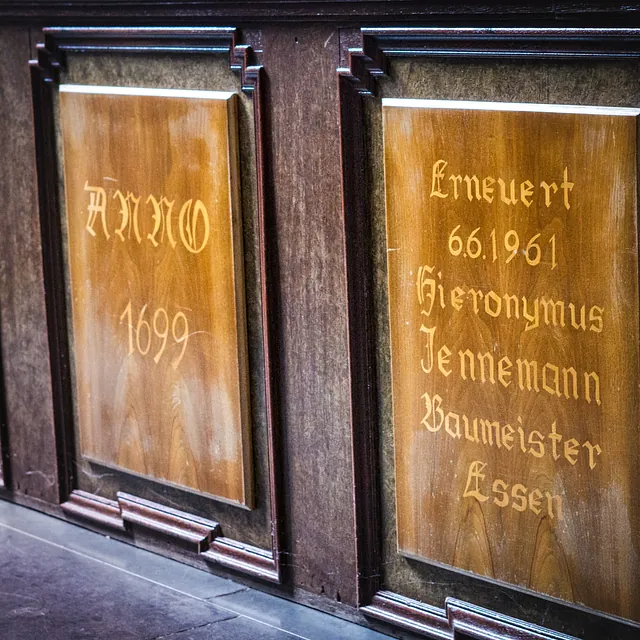 ANNO
1699
Erneuert
6.6.1961
Hieronymus
Jennemann
Baumeister
Essen